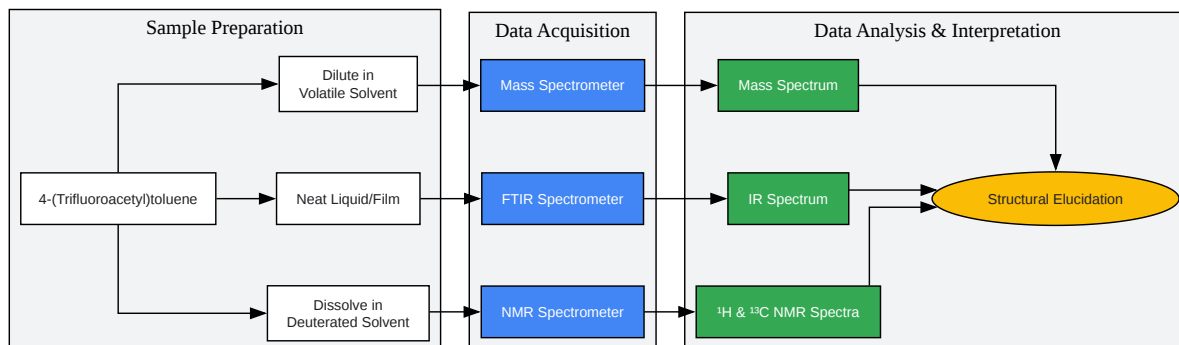 Sample Preparation
Data Acquisition
Data Analysis & Interpretation
Dilute in
Volatile Solvent
Mass Spectrometer
Mass Spectrum
4-(Trifluoroacetyl)toluene
Neat Liquid/Film
FTIR Spectrometer
IR Spectrum
Structural Elucidation
Dissolve in
Deuterated Solvent
NMR Spectrometer
¹H & ¹³C NMR Spectra